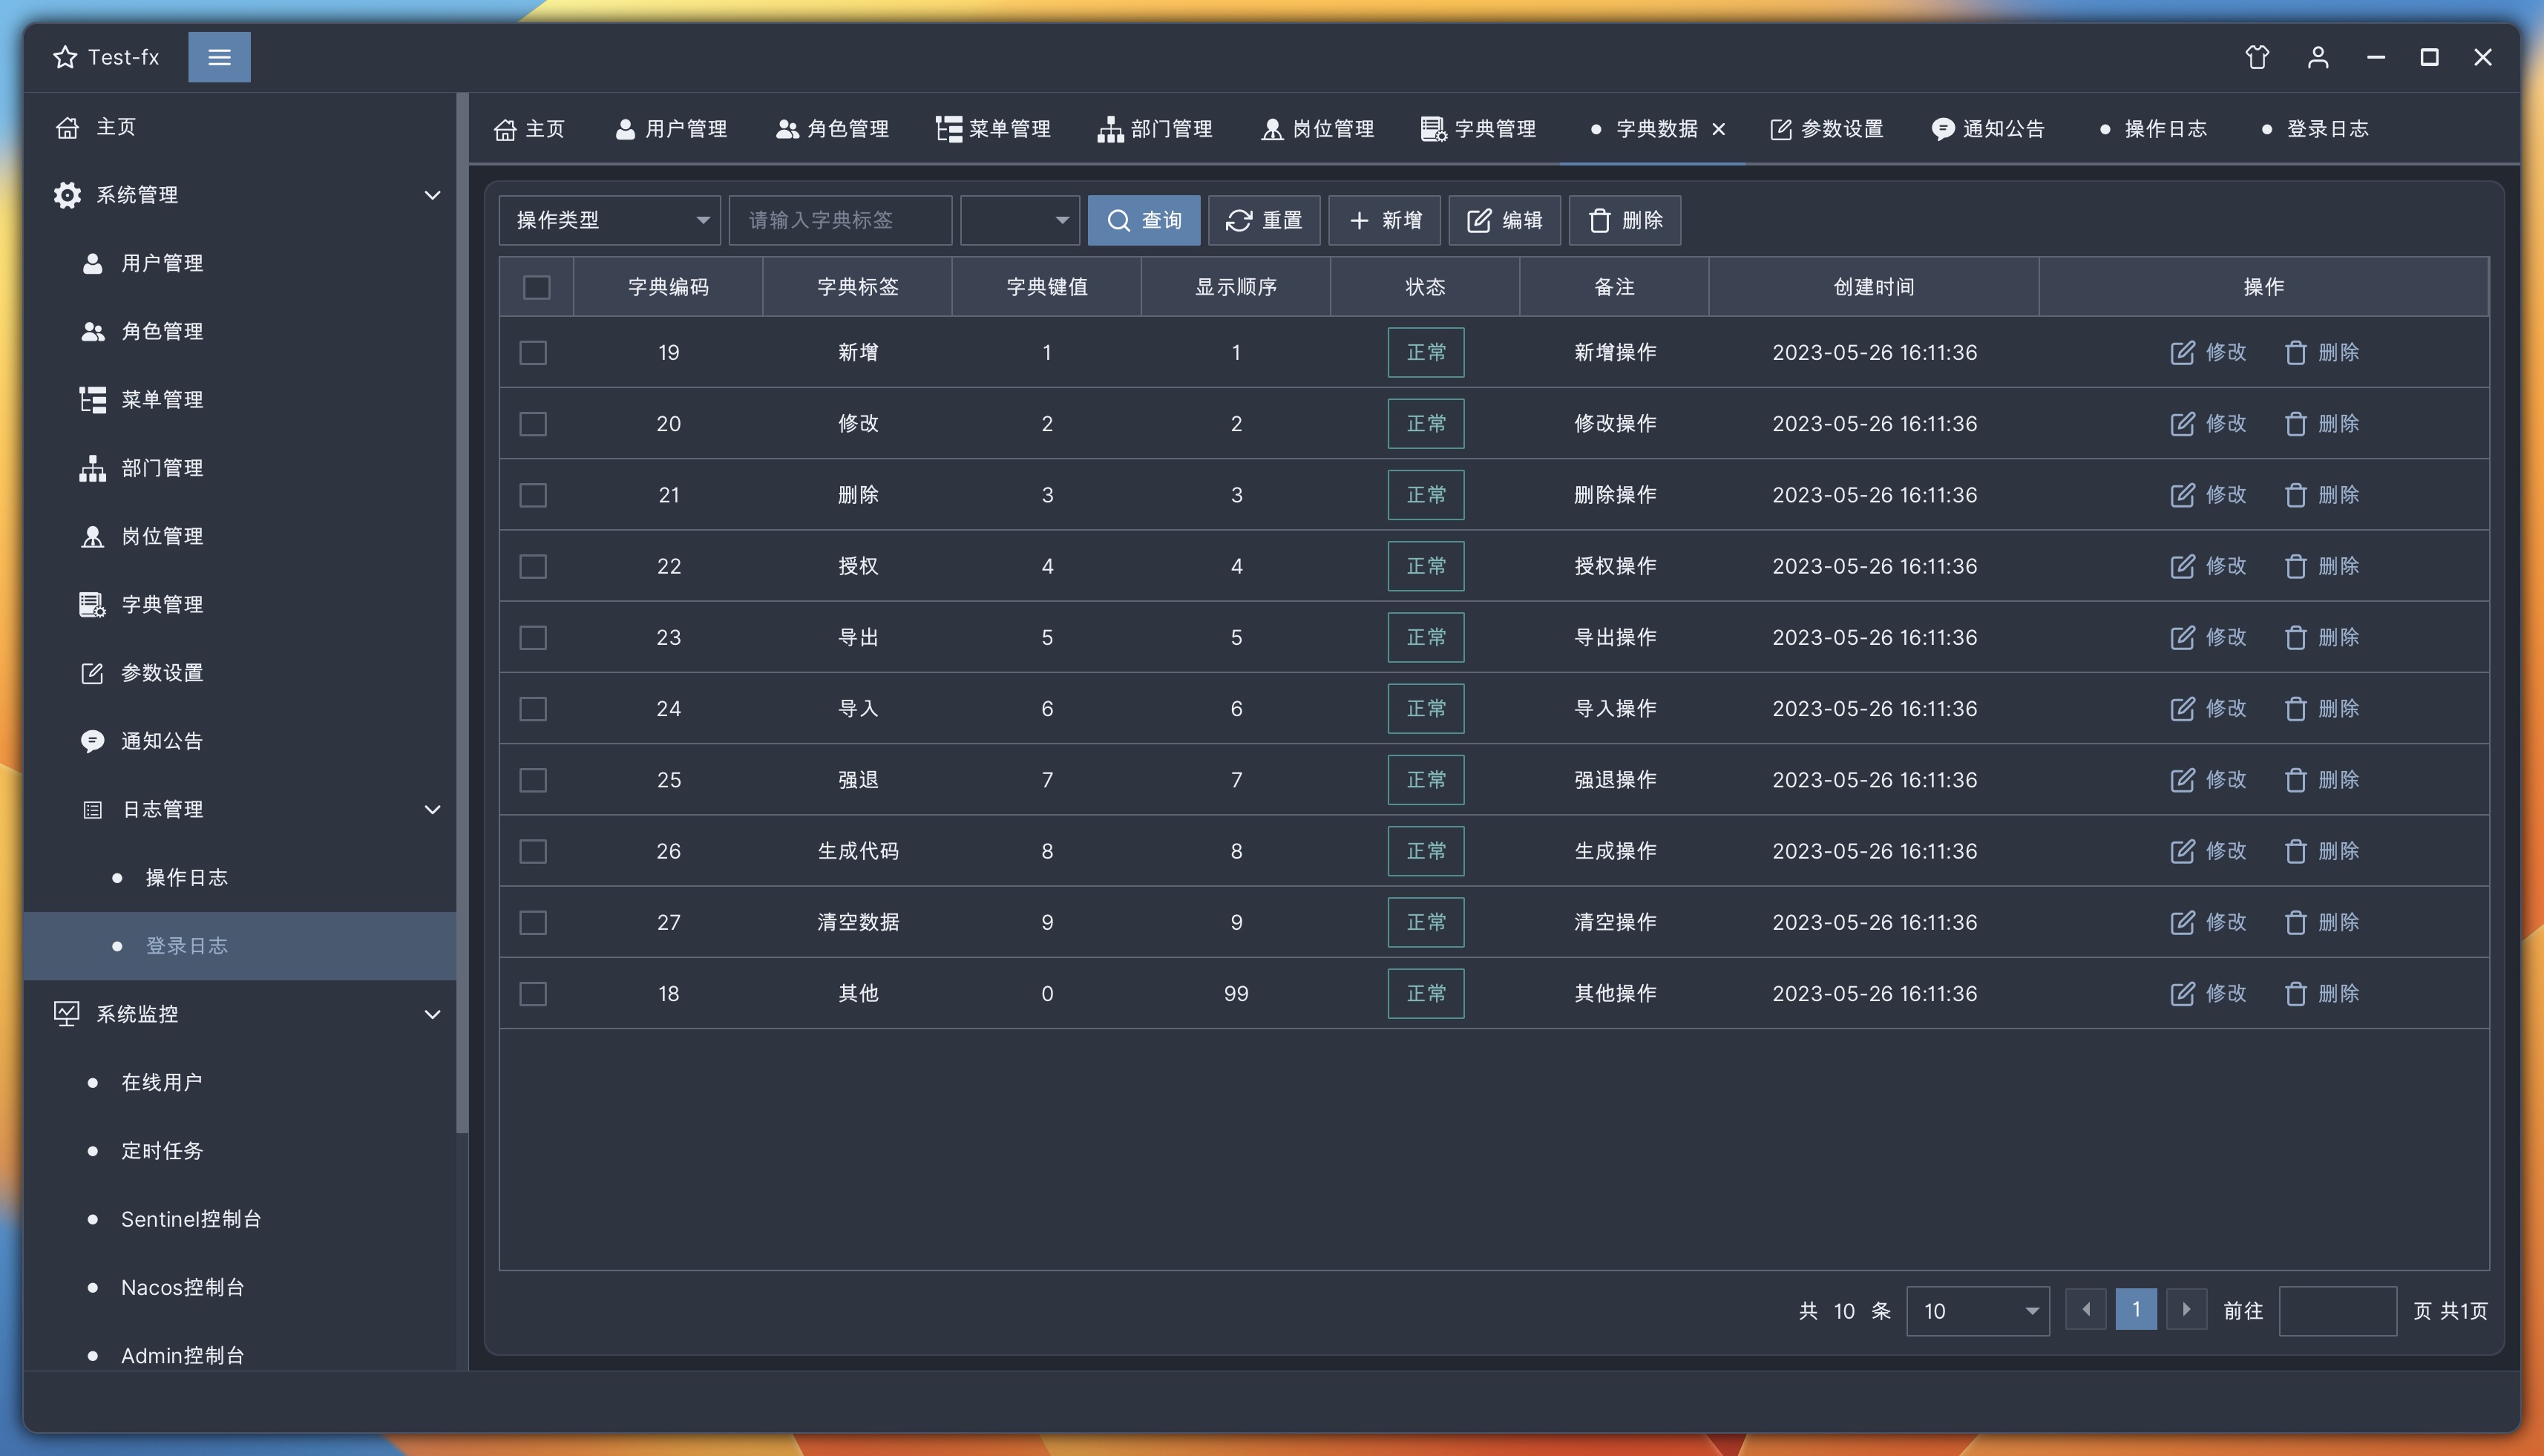 Test-fx
主页
系统管理
用户管理
角色管理
菜单管理
部门管理
岗位管理
字典管理
参数设置
通知公告
日志管理
操作日志
登录日志
系统监控
在线用户
定时任务
Sentinel控制台
Nacos控制台
Admin控制台
主页 用户管理 角色管理 菜单管理 部门管理 岗位管理 字典管理 字典数据 参数设置 通知公告 操作日志 登录日志
操作类型 请输入字典标签 查询 重置 新增 编辑 删除
字典编码 字典标签 字典键值 显示顺序 状态 备注 创建时间 操作
19 新增 1 1 正常 新增操作 2023-05-26 16:11:36 修改 删除
20 修改 2 2 正常 修改操作 2023-05-26 16:11:36 修改 删除
21 删除 3 3 正常 删除操作 2023-05-26 16:11:36 修改 删除
22 授权 4 4 正常 授权操作 2023-05-26 16:11:36 修改 删除
23 导出 5 5 正常 导出操作 2023-05-26 16:11:36 修改 删除
24 导入 6 6 正常 导入操作 2023-05-26 16:11:36 修改 删除
25 强退 7 7 正常 强退操作 2023-05-26 16:11:36 修改 删除
26 生成代码 8 8 正常 生成操作 2023-05-26 16:11:36 修改 删除
27 清空数据 9 9 正常 清空操作 2023-05-26 16:11:36 修改 删除
18 其他 0 99 正常 其他操作 2023-05-26 16:11:36 修改 删除
共 10 条 10 1 前往 页 共1页